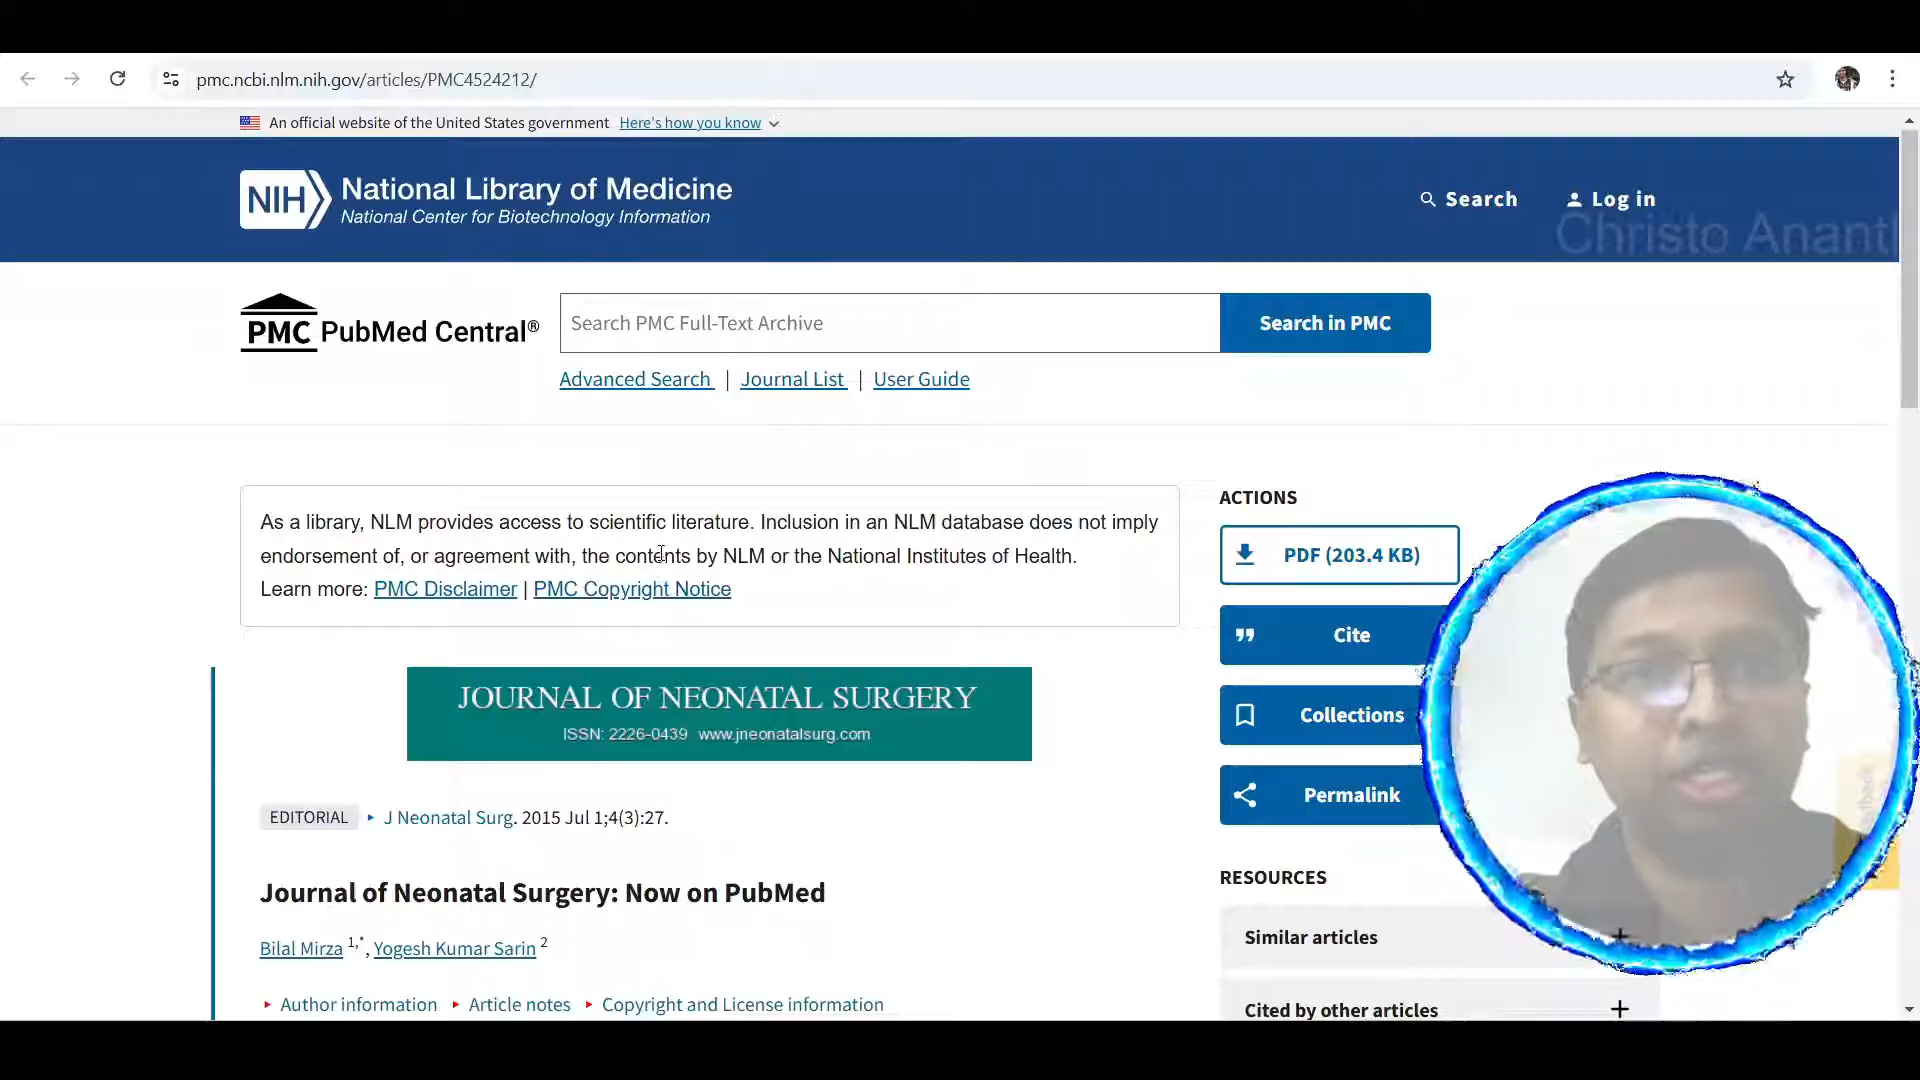 pmc.ncbi.nlm.nih.gov/articles/PMC4524212/
An official website of the United States government Here's how you know
NIH National Library of Medicine
National Center for Biotechnology Information
Search Log in
Christo Anant
PMC PubMed Central®
Search PMC Full-Text Archive
Search in PMC
Advanced Search | Journal List | User Guide
As a library, NLM provides access to scientific literature. Inclusion in an NLM database does not imply
endorsement of, or agreement with, the contents by NLM or the National Institutes of Health.
Learn more: PMC Disclaimer | PMC Copyright Notice
JOURNAL OF NEONATAL SURGERY
ISSN: 2226-0439 www.jneonatalsurg.com
EDITORIAL ▸ J Neonatal Surg. 2015 Jul 1;4(3):27.
Journal of Neonatal Surgery: Now on PubMed
Bilal Mirza 1,*, Yogesh Kumar Sarin 2
▸ Author information ▸ Article notes ▸ Copyright and License information
ACTIONS
PDF (203.4 KB)
Cite
Collections
Permalink
RESOURCES
Similar articles +
Cited by other articles +